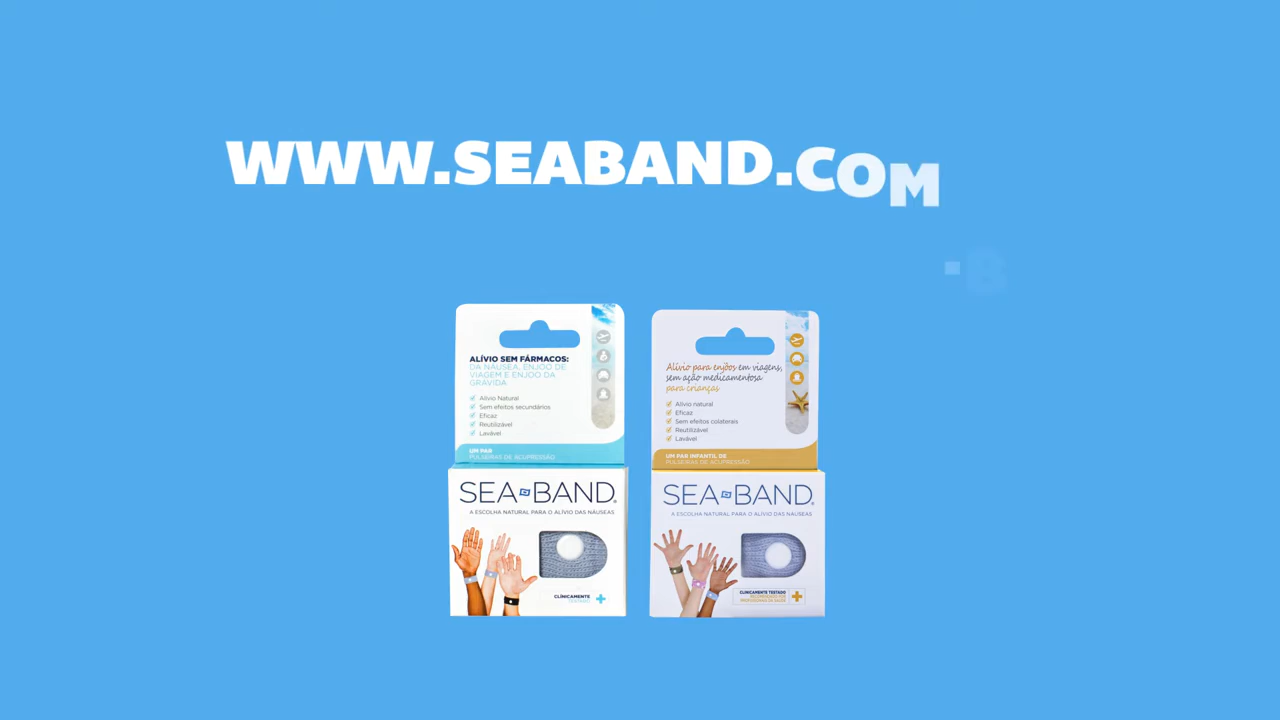 WWW.SEABAND.COM
ALÍVIO SEM FÁRMACOS:
DA NÁUSEA, ENJOO DE
VIAGEM E ENJOO DA
GRÁVIDA
Alívio Natural
Sem efeitos secundários
Eficaz
Reutilizável
Lavável
UM PAR
PULSEIRAS DE ACUPRESSÃO
SEA-BAND®
A ESCOLHA NATURAL PARA O ALÍVIO DAS NÁUSEAS
CLÍNICAMENTE
TESTADO
Alívio para enjôos em viagens,
sem ação medicamentosa
para crianças
Alívio natural
Eficaz
Sem efeitos colaterais
Reutilizável
Lavável
UM PAR INFANTIL DE
PULSEIRAS DE ACUPRESSÃO
SEA-BAND®
A ESCOLHA NATURAL PARA O ALÍVIO DAS NÁUSEAS
CLINICAMENTE TESTADO